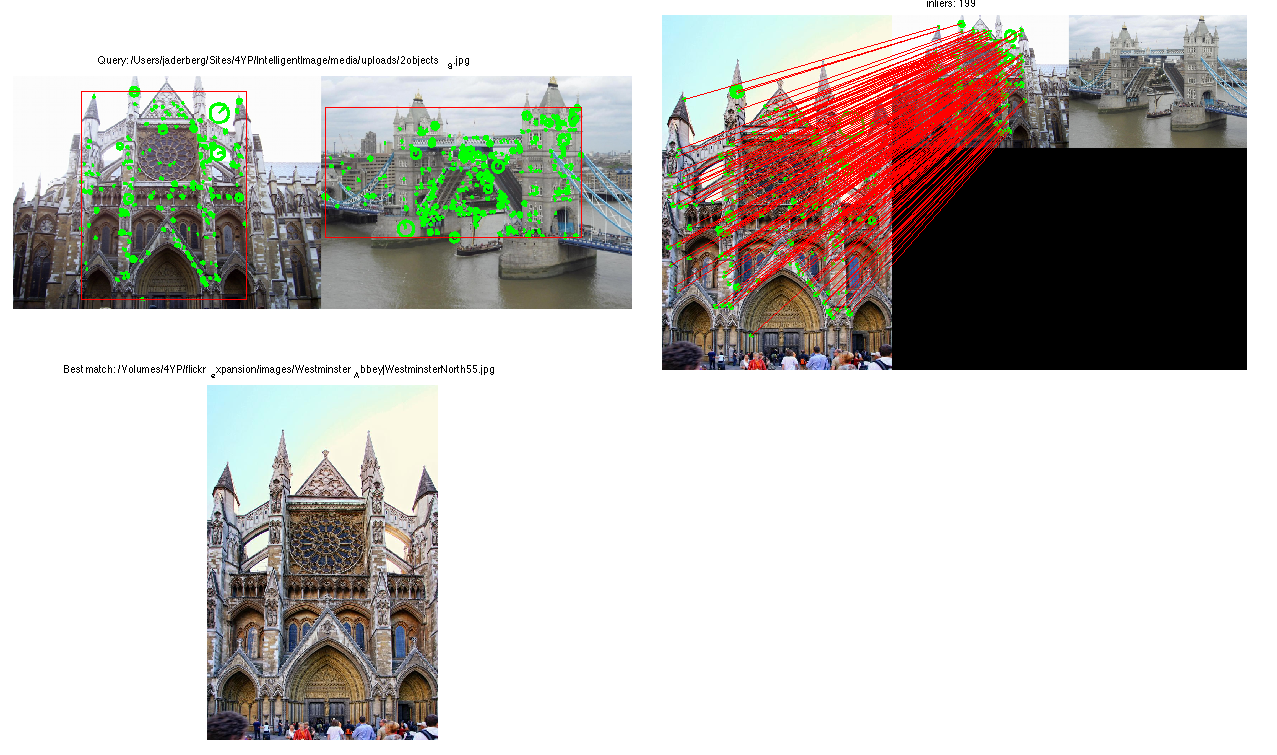 inliers: 199
Query: /Users/jaderberg/Sites/4YP/IntelligentImage/media/uploads/2objects_g.jpg
Best match: /Volumes/4YP/flickr_expansion/images/Westminster_Abbey|WestminsterNorth55.jpg